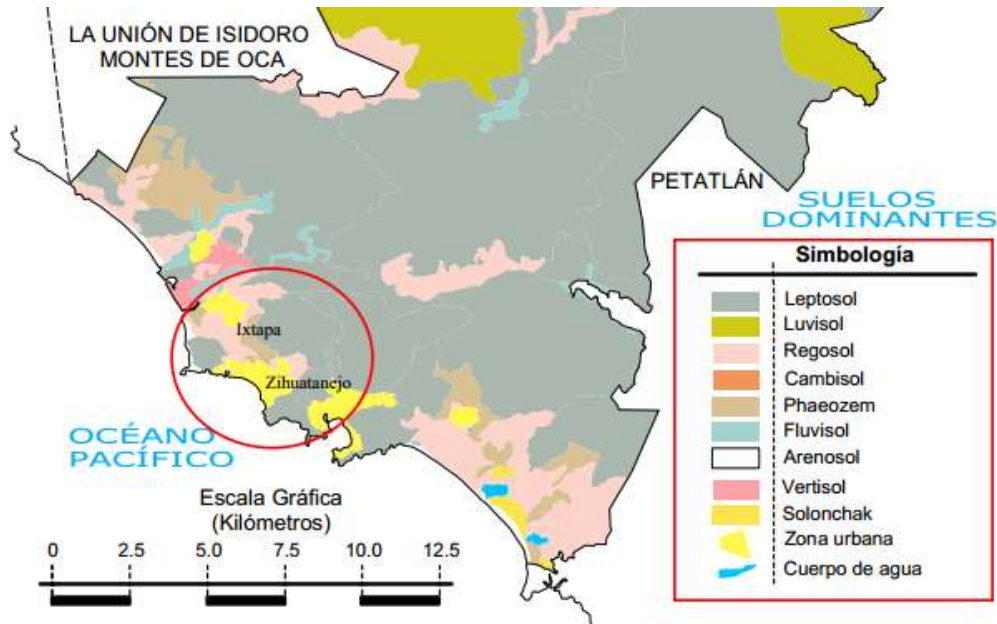 LA UNIÓN DE ISIDORO
MONTES DE OCA
PETATLÁN
SUELOS
DOMINANTES
Simbología
Leptosol
Luvisol
Regosol
Cambisol
Phaeozem
Fluvisol
Arenosol
Vertisol
Solonchak
Zona urbana
Cuerpo de agua
Ixtapa
Zihuatanejo
OCÉANO
PACÍFICO
Escala Gráfica
(Kilómetros)
0 2.5 5.0 7.5 10.0 12.5